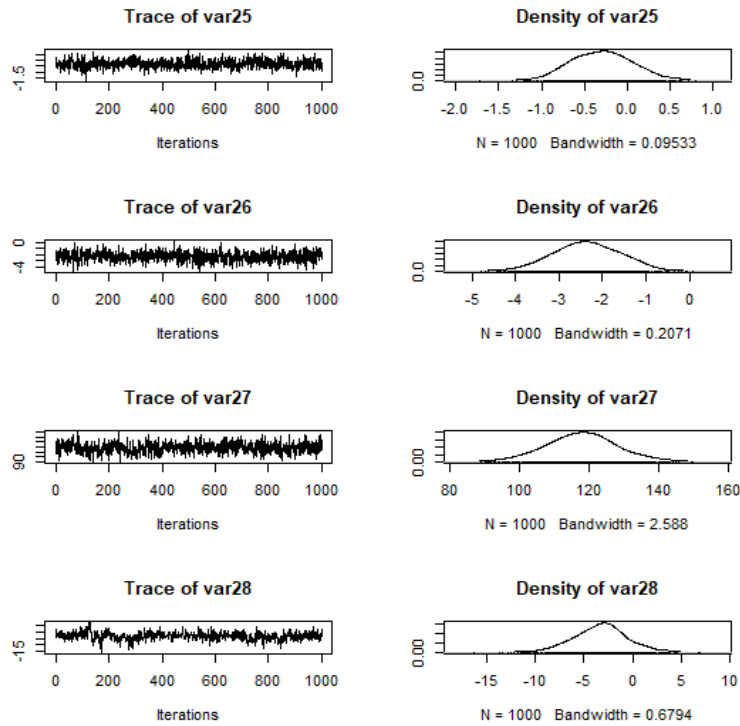 Trace of var25
-1.5
0 200 400 600 800 1000
Iterations
Density of var25
0.0
-2.0 -1.5 -1.0 -0.5 0.0 0.5 1.0
N = 1000 Bandwidth = 0.09533
Trace of var26
0
-4
0 200 400 600 800 1000
Iterations
Density of var26
0.0
-5 -4 -3 -2 -1 0
N = 1000 Bandwidth = 0.2071
Trace of var27
90
0 200 400 600 800 1000
Iterations
Density of var27
0.00
80 100 120 140 160
N = 1000 Bandwidth = 2.588
Trace of var28
-15
0 200 400 600 800 1000
Iterations
Density of var28
0.00
-15 -10 -5 0 5 10
N = 1000 Bandwidth = 0.6794